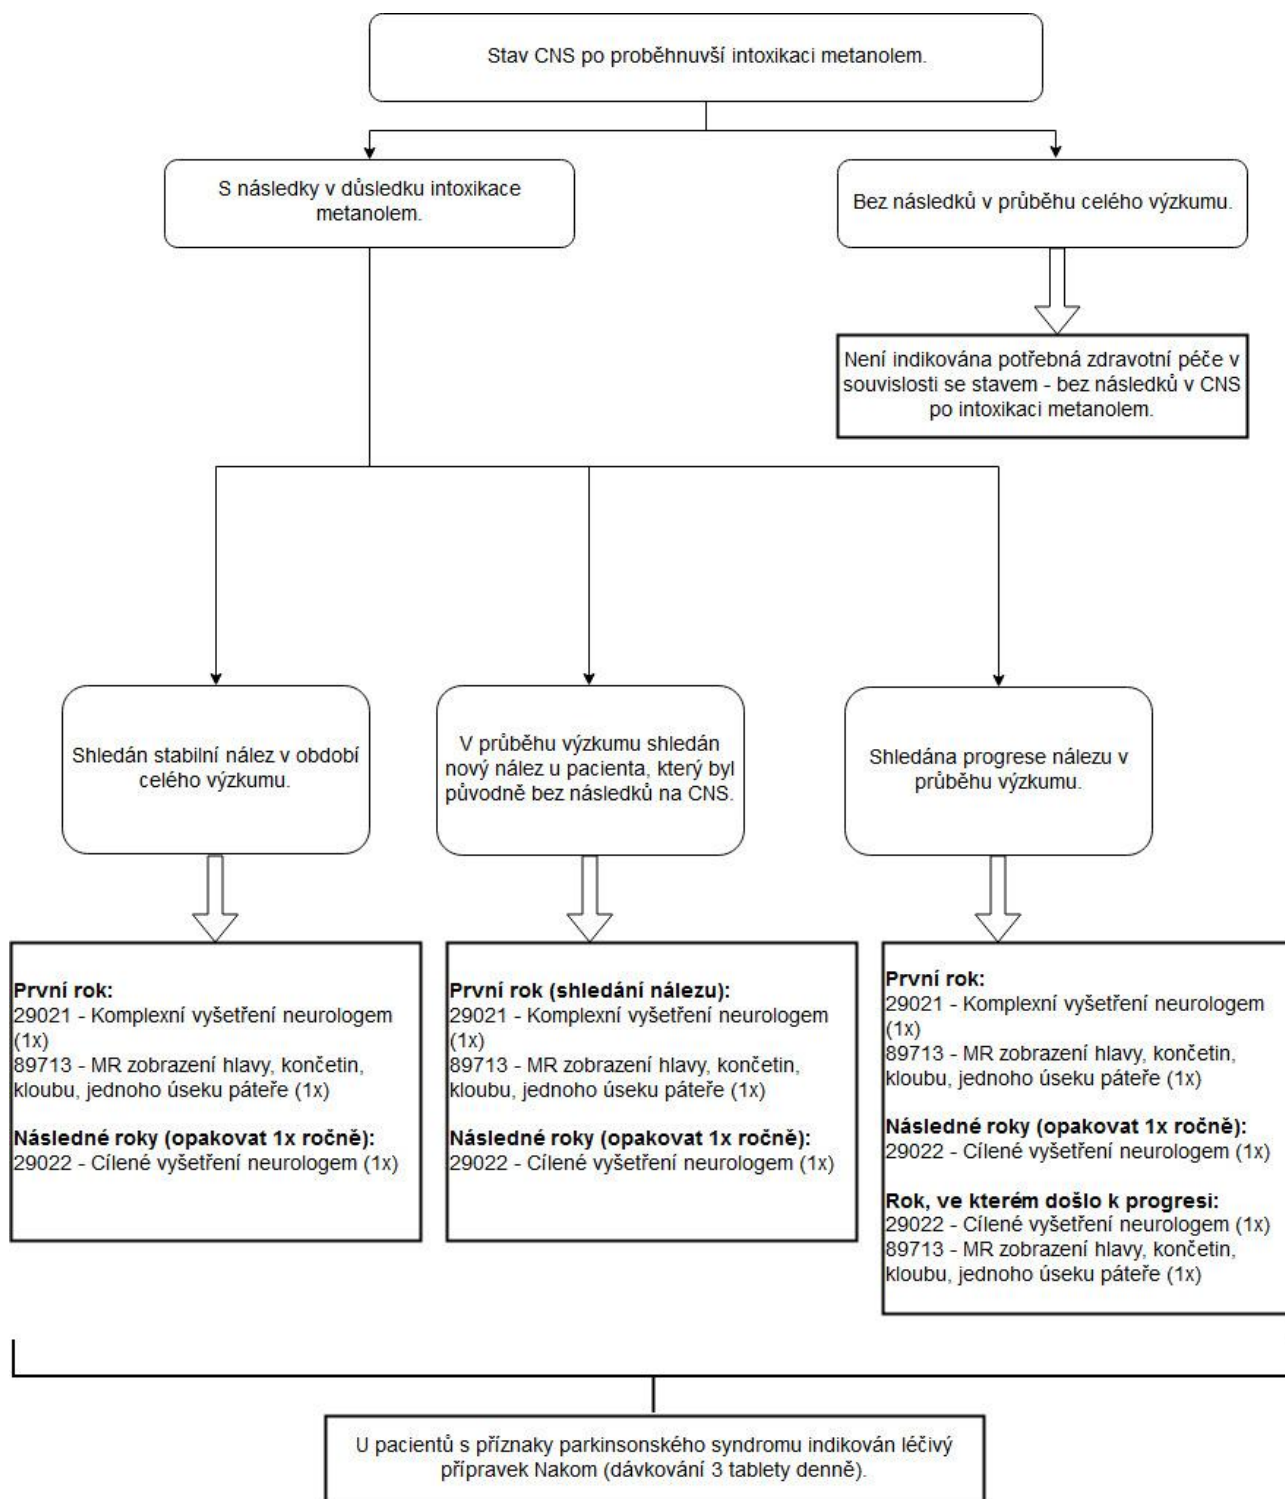 Stav CNS po proběhnuvší intoxikaci metanolem.
S následky v důsledku intoxikace
metanolem.
Bez následků v průběhu celého výzkumu.
Není indikována potřebná zdravotní péče v
souvislosti se stavem - bez následků v CNS
po intoxikaci metanolem.
Shledán stabilní nález v období
celého výzkumu.
V průběhu výzkumu shledán
nový nález u pacienta, který byl
původně bez následků na CNS.
Shledána progrese nálezu v
průběhu výzkumu.
První rok:
29021 - Komplexní vyšetření neurologem
(1x)
89713 - MR zobrazení hlavy, končetin,
kloubu, jednoho úseku páteře (1x)
Následné roky (opakovat 1x ročně):
29022 - Cílené vyšetření neurologem (1x)
První rok (shledání nálezu):
29021 - Komplexní vyšetření neurologem
(1x)
89713 - MR zobrazení hlavy, končetin,
kloubu, jednoho úseku páteře (1x)
Následné roky (opakovat 1x ročně):
29022 - Cílené vyšetření neurologem (1x)
První rok:
29021 - Komplexní vyšetření neurologem
(1x)
89713 - MR zobrazení hlavy, končetin,
kloubu, jednoho úseku páteře (1x)
Následné roky (opakovat 1x ročně):
29022 - Cílené vyšetření neurologem (1x)
Rok, ve kterém došlo k progresi:
29022 - Cílené vyšetření neurologem (1x)
89713 - MR zobrazení hlavy, končetin,
kloubu, jednoho úseku páteře (1x)
U pacientů s příznaky parkinsonského syndromu indikován léčivý
přípravek Nakom (dávkování 3 tablety denně).